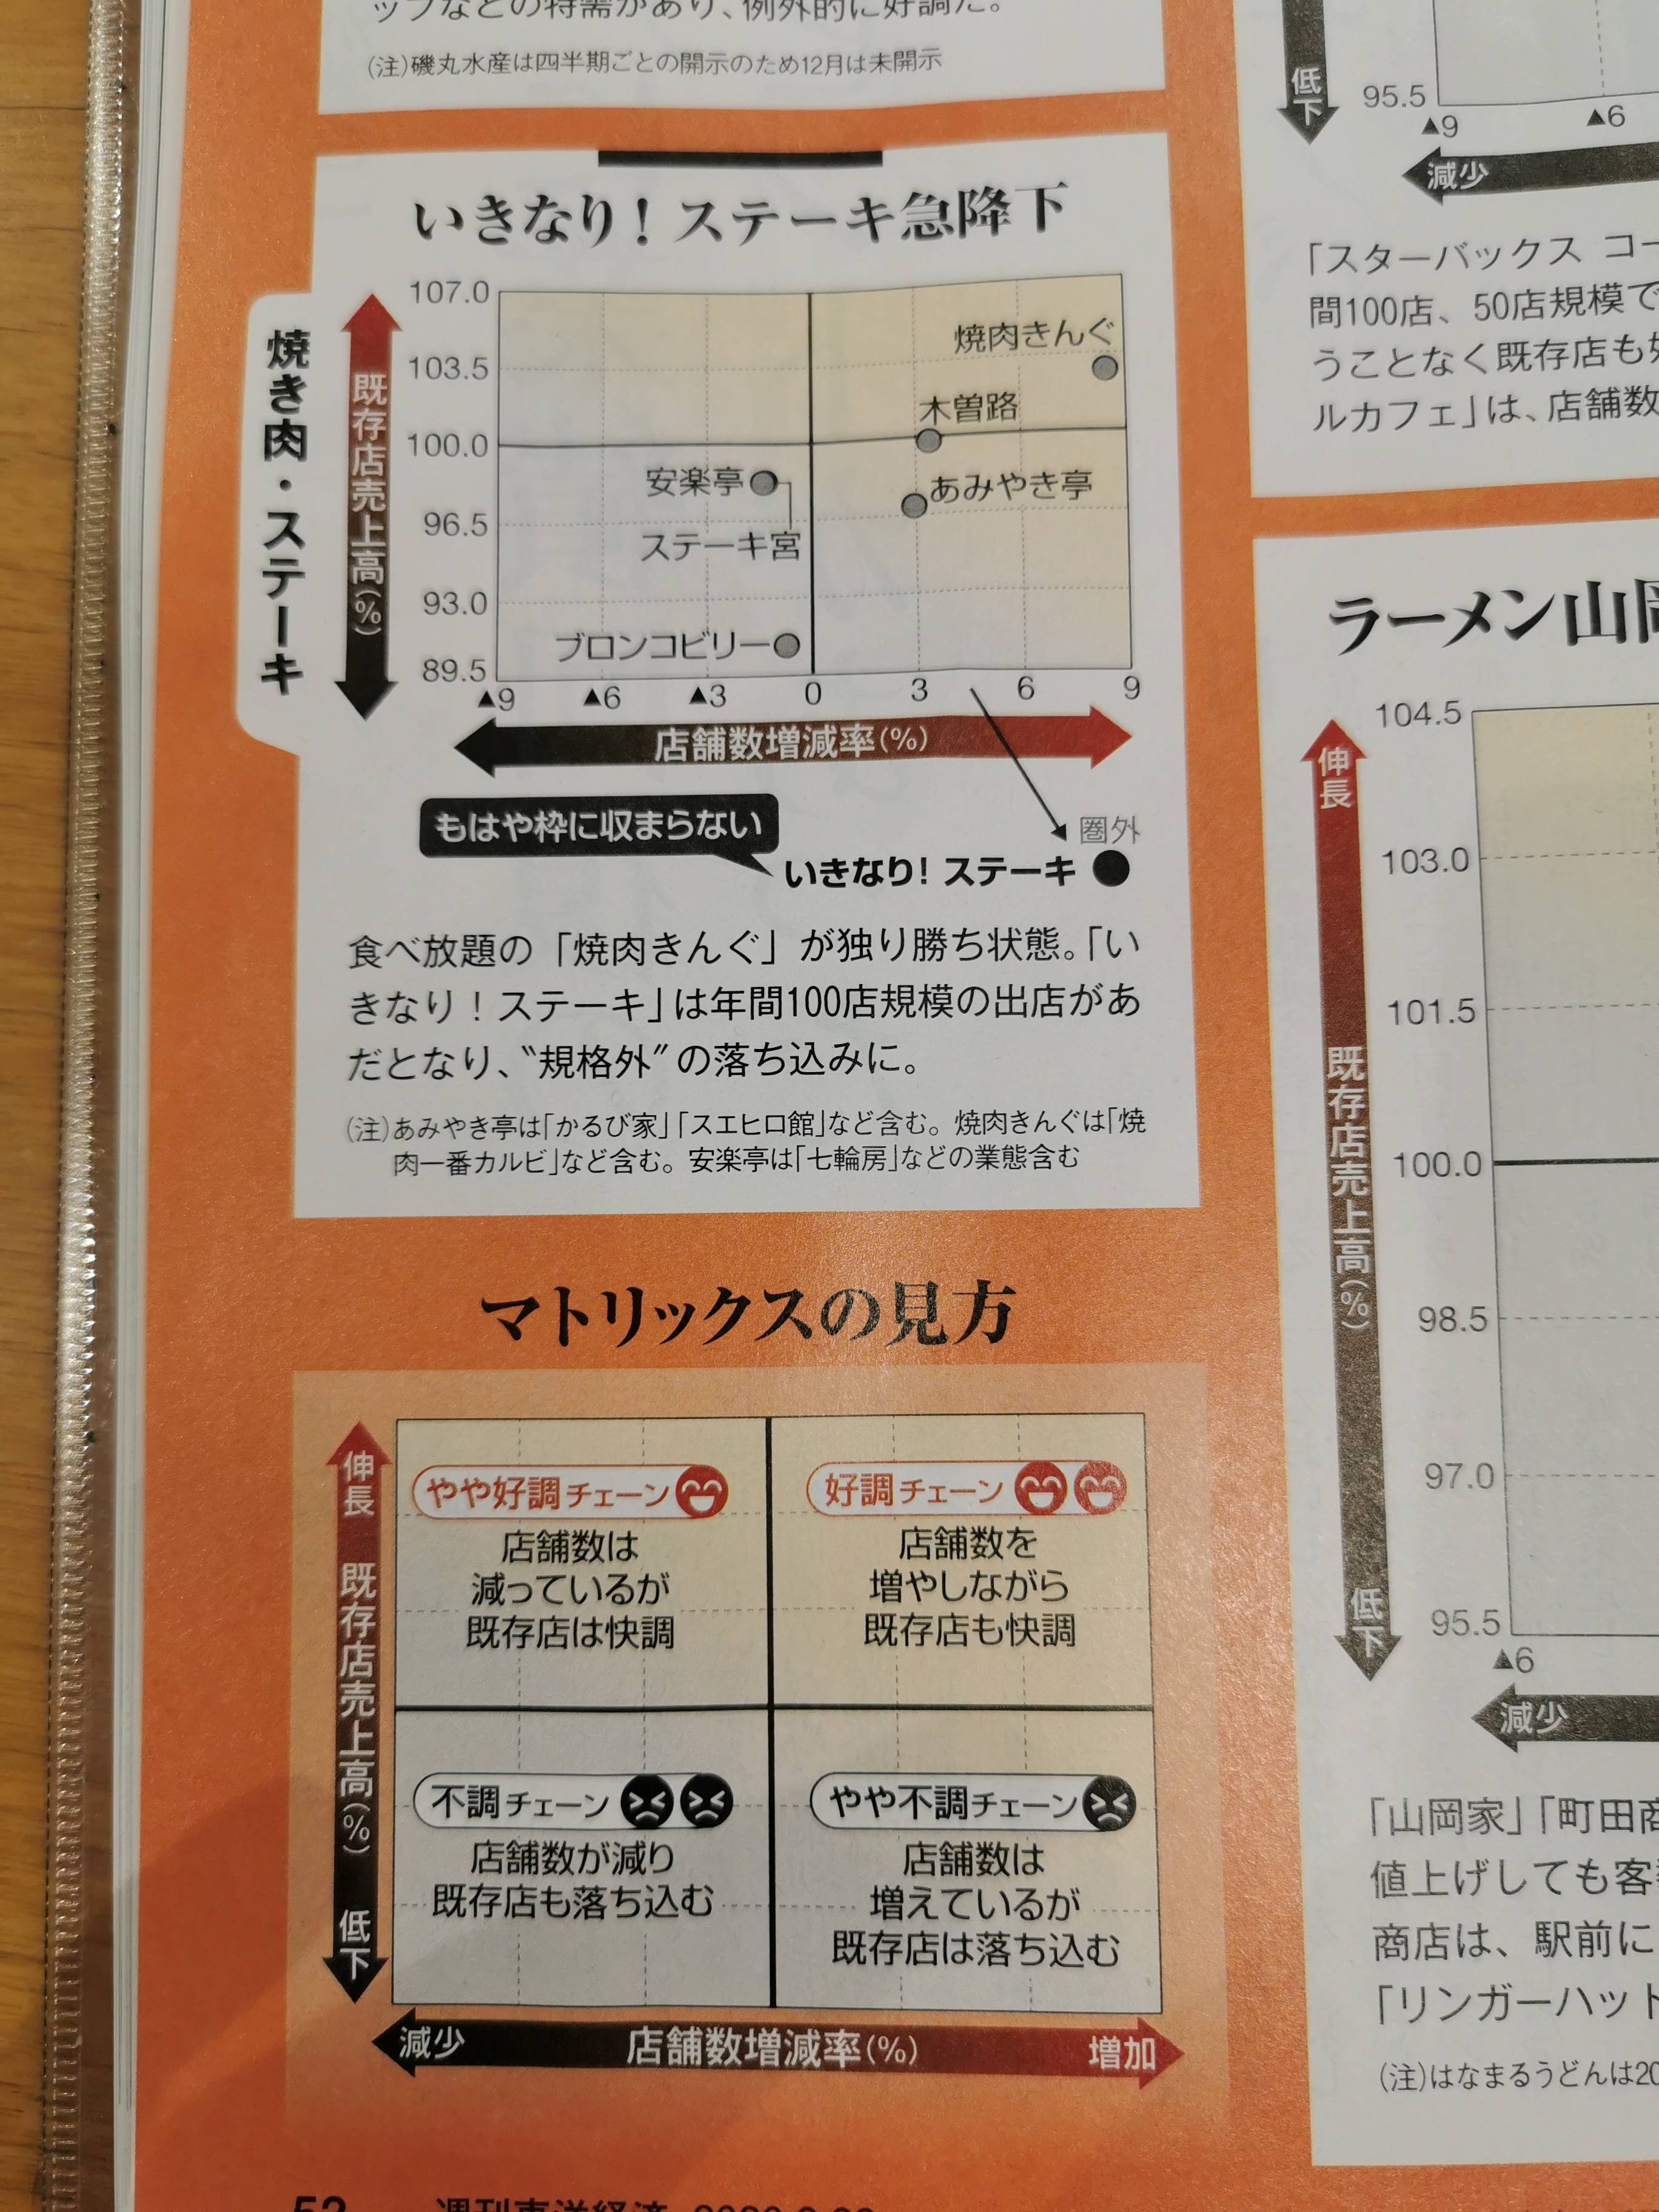 ップなどの特需があり、例外的に好調だ。
(注)磯丸水産は四半期ごとの開示のため12月は未開示
いきなり！ステーキ急降下
焼き肉・ステーキ
既存店売上高(%)
107.0
103.5
100.0
96.5
93.0
89.5
焼肉きんぐ
木曽路
安楽亭
あみやき亭
ステーキ宮
ブロンコビリー
▲9 ▲6 ▲3 0 3 6 9
店舗数増減率(%)
もはや枠に収まらない
圏外
いきなり！ステーキ
食べ放題の「焼肉きんぐ」が独り勝ち状態。「い
きなり！ステーキ」は年間100店規模の出店があ
だとなり、〝規格外〟の落ち込みに。
(注)あみやき亭は「かるび家」「スエヒロ館」など含む。焼肉きんぐは「焼
肉一番カルビ」など含む。安楽亭は「七輪房」などの業態含む
マトリックスの見方
伸長
既存店売上高(%)
低下
やや好調チェーン
店舗数は
減っているが
既存店は快調
好調チェーン
店舗数を
増やしながら
既存店も快調
不調チェーン
店舗数が減り
既存店も落ち込む
やや不調チェーン
店舗数は
増えているが
既存店は落ち込む
減少
店舗数増減率(%)
増加
低下
95.5
▲9 ▲6
減少
「スターバックス コー
間100店、50店規模で
うことなく既存店も
ルカフェ」は、店舗数
ラーメン山
伸長
既存店売上高(%)
低下
104.5
103.0
101.5
100.0
98.5
97.0
95.5
▲6
減少
「山岡家」「町田
値上げしても客
商店は、駅前に
「リンガーハット
(注)はなまるうどんは20